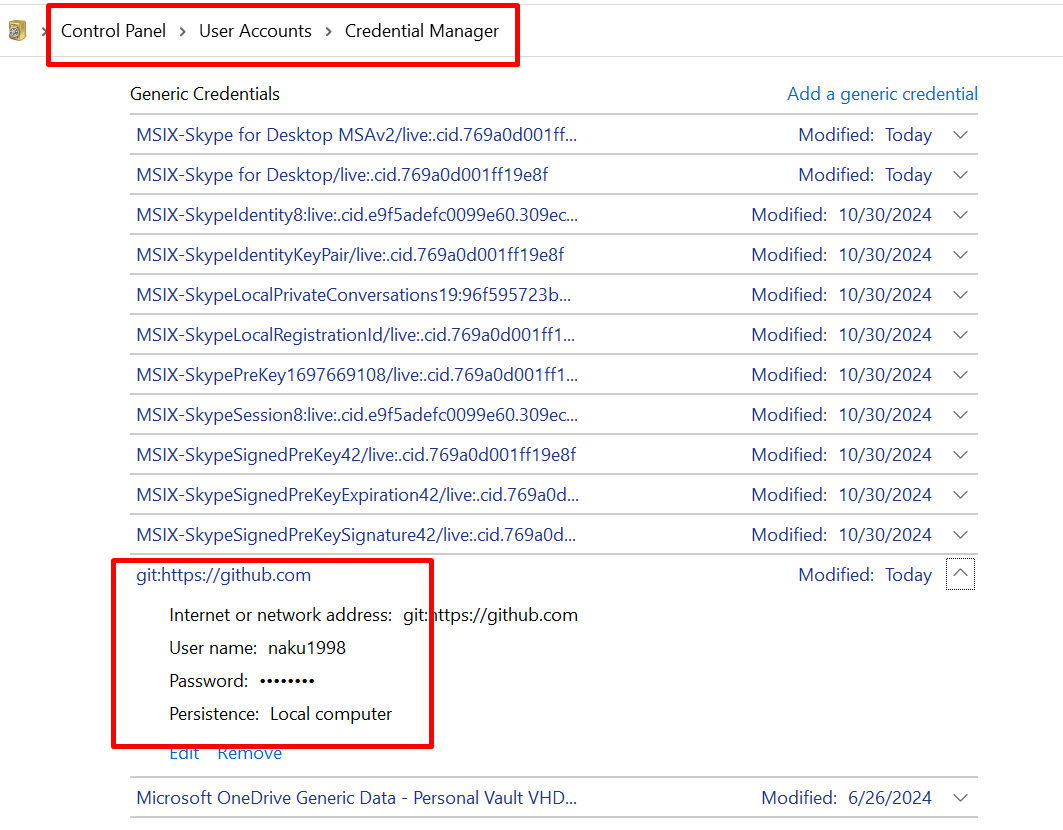 Control Panel > User Accounts > Credential Manager
Generic Credentials Add a generic credential
MSIX-Skype for Desktop MSAv2/live:.cid.769a0d001ff... Modified: Today
MSIX-Skype for Desktop/live:.cid.769a0d001ff19e8f Modified: Today
MSIX-SkypeIdentity8:live:.cid.e9f5adefc0099e60.309ec... Modified: 10/30/2024
MSIX-SkypeIdentityKeyPair/live:.cid.769a0d001ff19e8f Modified: 10/30/2024
MSIX-SkypeLocalPrivateConversations19:96f595723b... Modified: 10/30/2024
MSIX-SkypeLocalRegistrationId/live:.cid.769a0d001ff1... Modified: 10/30/2024
MSIX-SkypePreKey1697669108/live:.cid.769a0d001ff1... Modified: 10/30/2024
MSIX-SkypeSession8:live:.cid.e9f5adefc0099e60.309ec... Modified: 10/30/2024
MSIX-SkypeSignedPreKey42/live:.cid.769a0d001ff19e8f Modified: 10/30/2024
MSIX-SkypeSignedPreKeyExpiration42/live:.cid.769a0d... Modified: 10/30/2024
MSIX-SkypeSignedPreKeySignature42/live:.cid.769a0d... Modified: 10/30/2024
git:https://github.com Modified: Today
Internet or network address: git:https://github.com
User name: naku1998
Password: ••••••••
Persistence: Local computer
Edit Remove
Microsoft OneDrive Generic Data - Personal Vault VHD... Modified: 6/26/2024